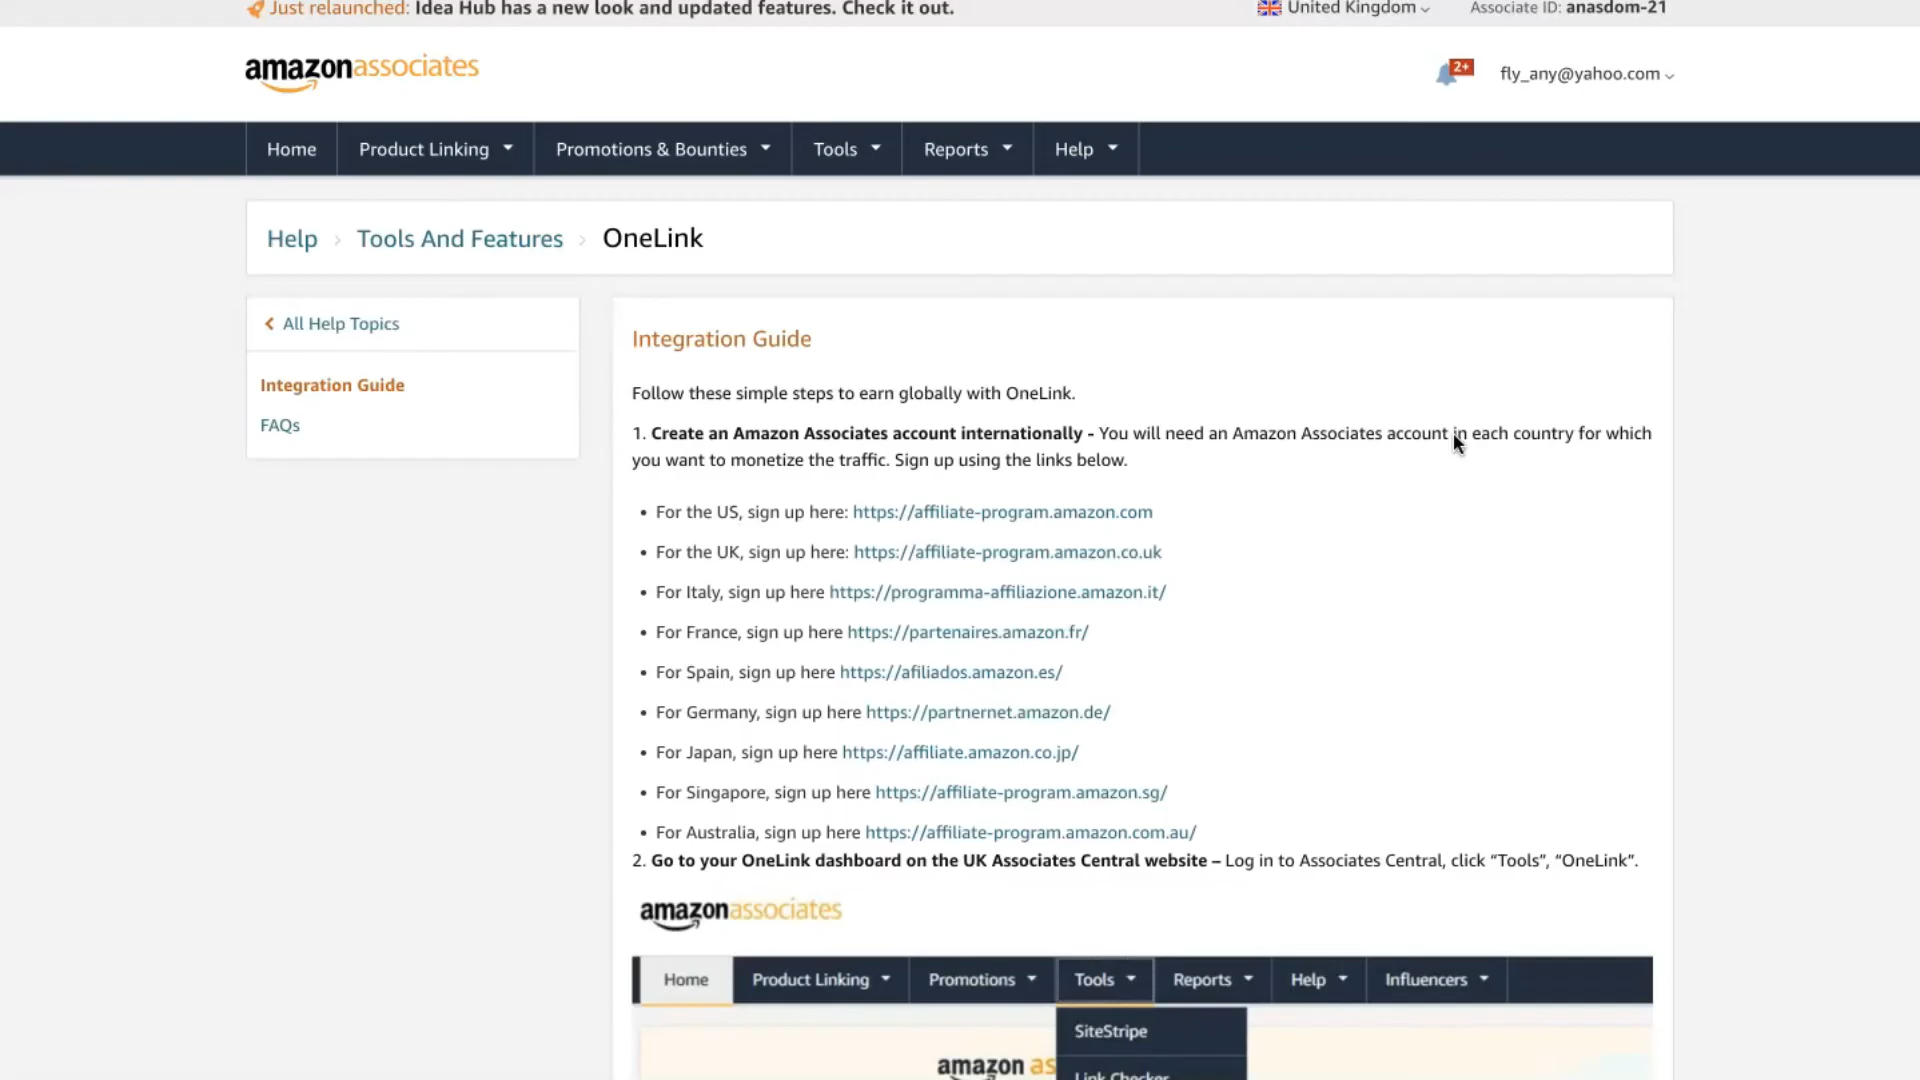 Just relaunched: Idea Hub has a new look and updated features. Check it out.
United Kingdom
Associate ID: anasdom-21
amazonassociates
2+
fly_any@yahoo.com
Home
Product Linking
Promotions & Bounties
Tools
Reports
Help
Help › Tools And Features › OneLink
All Help Topics
Integration Guide
FAQs
Integration Guide
Follow these simple steps to earn globally with OneLink.
1. Create an Amazon Associates account internationally - You will need an Amazon Associates account in each country for which
you want to monetize the traffic. Sign up using the links below.
• For the US, sign up here: https://affiliate-program.amazon.com
• For the UK, sign up here: https://affiliate-program.amazon.co.uk
• For Italy, sign up here https://programma-affiliazione.amazon.it/
• For France, sign up here https://partenaires.amazon.fr/
• For Spain, sign up here https://afiliados.amazon.es/
• For Germany, sign up here https://partnernet.amazon.de/
• For Japan, sign up here https://affiliate.amazon.co.jp/
• For Singapore, sign up here https://affiliate-program.amazon.sg/
• For Australia, sign up here https://affiliate-program.amazon.com.au/
2. Go to your OneLink dashboard on the UK Associates Central website – Log in to Associates Central, click “Tools”, “OneLink”.
amazonassociates
Home
Product Linking
Promotions
Tools
Reports
Help
Influencers
SiteStripe
amazon as
Link Checker